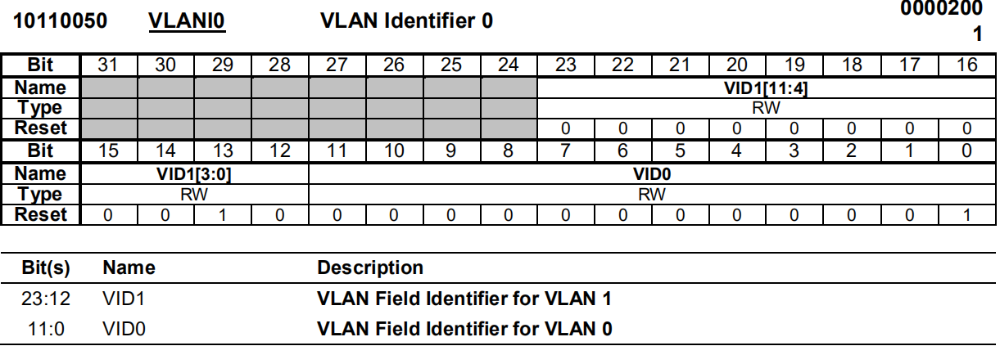 10110050 VLANI0 VLAN Identifier 0 0000200
1
Bit 31 30 29 28 27 26 25 24 23 22 21 20 19 18 17 16
Name VID1[11:4]
Type RW
Reset 0 0 0 0 0 0 0 0
Bit 15 14 13 12 11 10 9 8 7 6 5 4 3 2 1 0
Name VID1[3:0] VID0
Type RW RW
Reset 0 0 1 0 0 0 0 0 0 0 0 0 0 0 0 1
Bit(s) Name Description
23:12 VID1 VLAN Field Identifier for VLAN 1
11:0 VID0 VLAN Field Identifier for VLAN 0